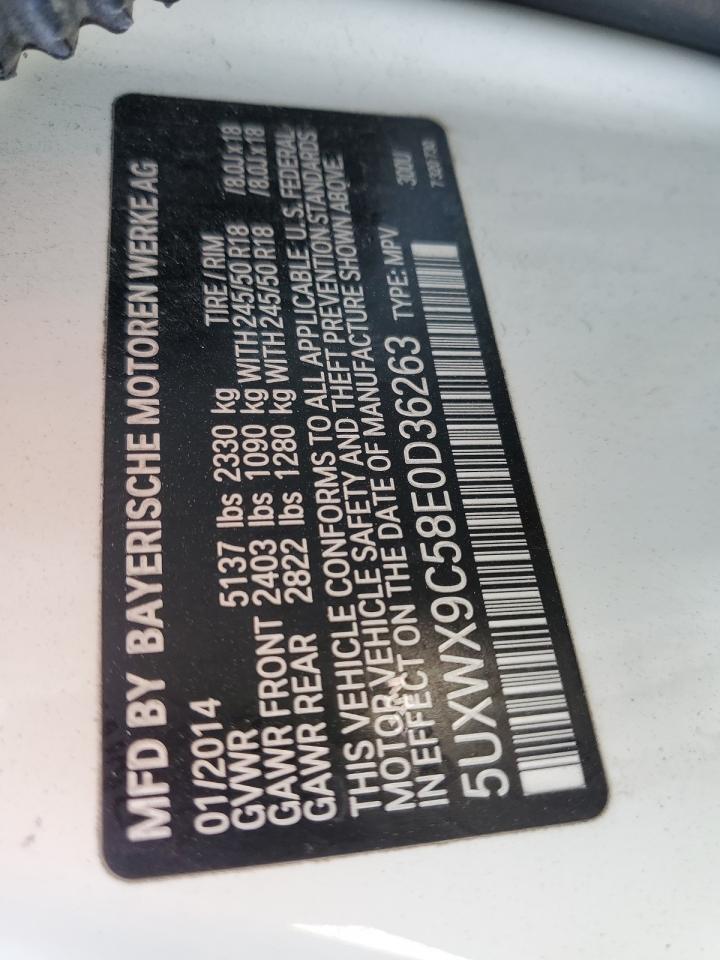 MFD BY BAYERISCHE MOTOREN WERKE AG
01/2014 TIRE / RIM
GVWR 5137 lbs 2330 kg
GAWR FRONT 2403 lbs 1090 kg WITH 245/50 R18 /8.0J x 18
GAWR REAR 2822 lbs 1280 kg WITH 245/50 R18 /8.0J x 18
THIS VEHICLE CONFORMS TO ALL APPLICABLE U.S. FEDERAL
MOTOR VEHICLE SAFETY AND THEFT PREVENTION STANDARDS
IN EFFECT ON THE DATE OF MANUFACTURE SHOWN ABOVE.
5UXWX9C58E0D36263 TYPE: MPV 300U